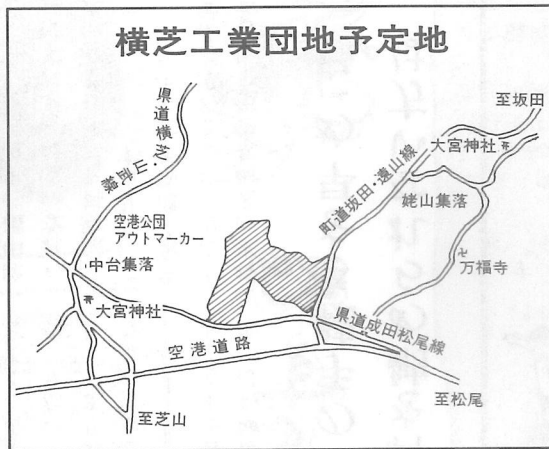 横芝工業団地予定地
県道横芝・山武線
至坂田
大宮神社
町道坂田・遠山線
姥山集落
空港公団
アウトマーカー
中台集落
万福寺
大宮神社
県道成田松尾線
空港道路
至松尾
至芝山